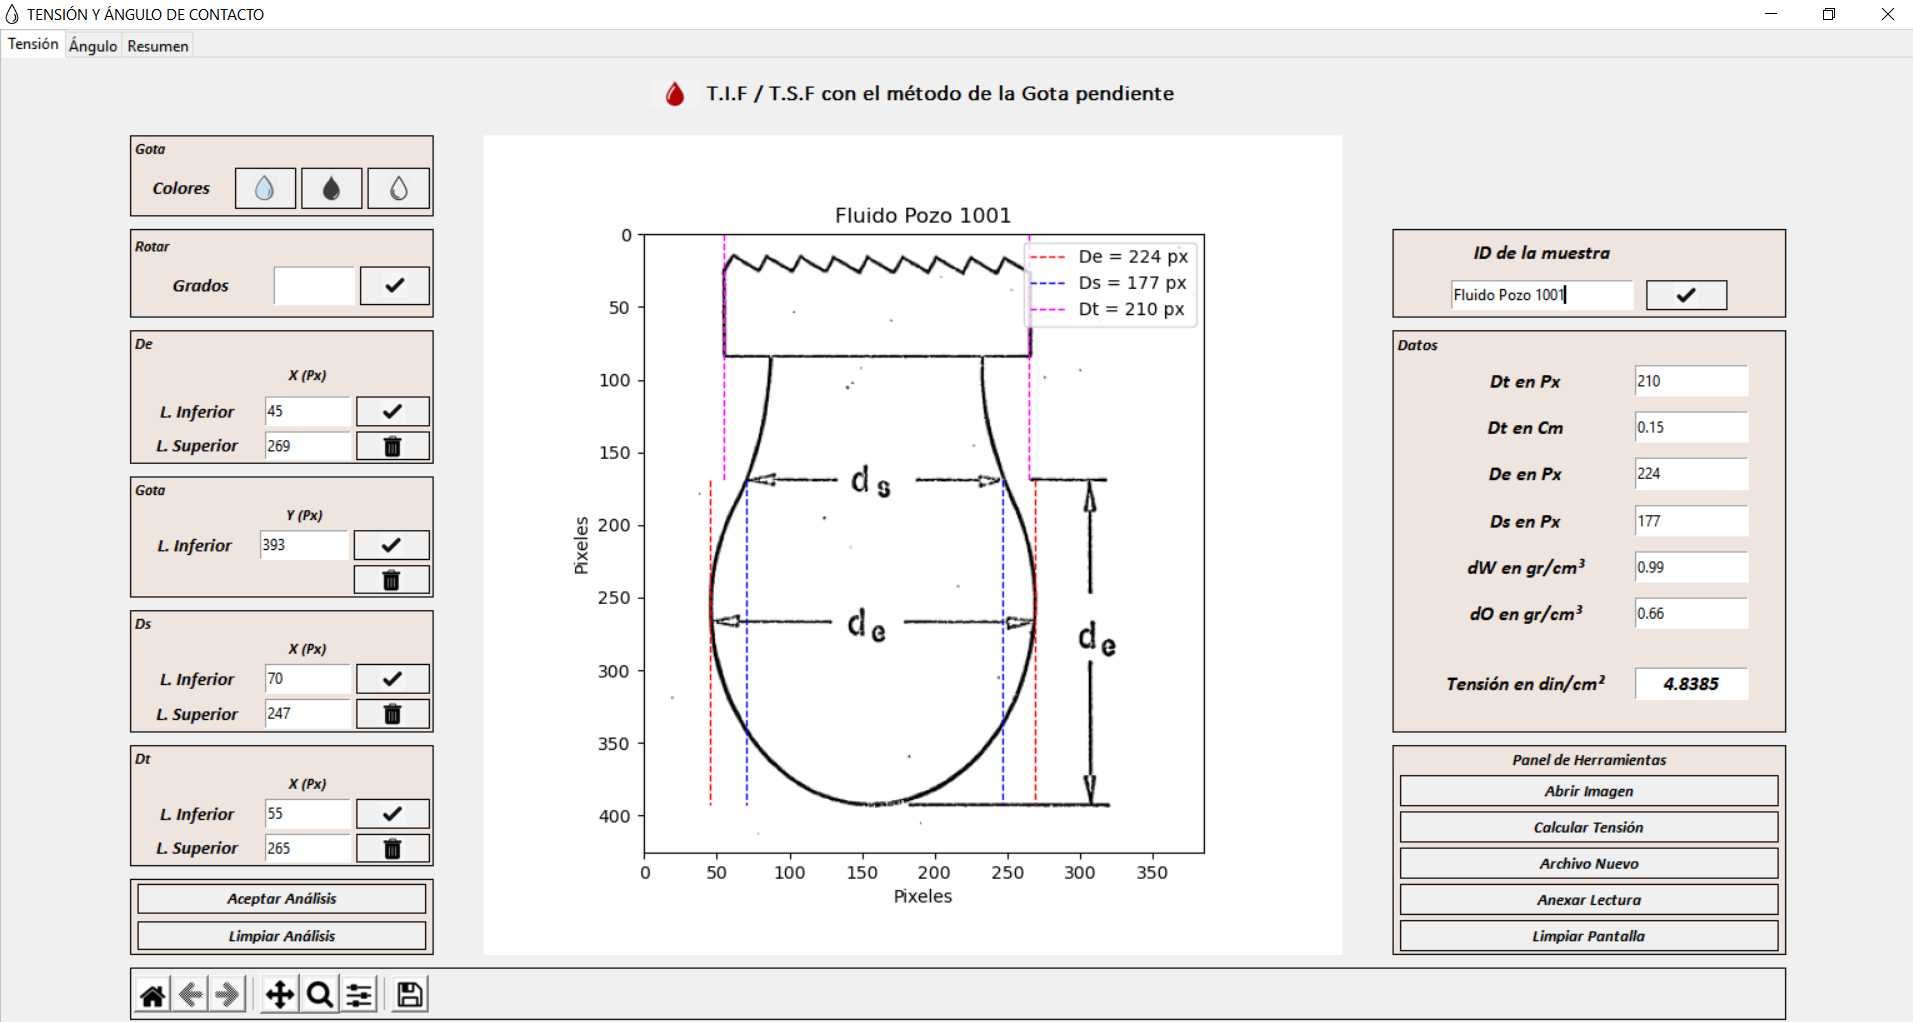 TENSIÓN Y ÁNGULO DE CONTACTO
Tensión Ángulo Resumen
T.I.F / T.S.F con el método de la Gota pendiente
Gota
Colores
Rotar
Grados
De
X (Px)
L. Inferior 45
L. Superior 269
Gota
Y (Px)
L. Inferior 393
Ds
X (Px)
L. Inferior 70
L. Superior 247
Dt
X (Px)
L. Inferior 55
L. Superior 265
Aceptar Análisis
Limpiar Análisis
Fluido Pozo 1001
De = 224 px
Ds = 177 px
Dt = 210 px
0
50
100
150
200
250
300
350
400
Pixeles
ds
de
de
0 50 100 150 200 250 300 350
Pixeles
ID de la muestra
Fluido Pozo 1001
Datos
Dt en Px 210
Dt en Cm 0.15
De en Px 224
Ds en Px 177
dW en gr/cm³ 0.99
dO en gr/cm³ 0.66
Tensión en din/cm² 4.8385
Panel de Herramientas
Abrir Imagen
Calcular Tensión
Archivo Nuevo
Anexar Lectura
Limpiar Pantalla